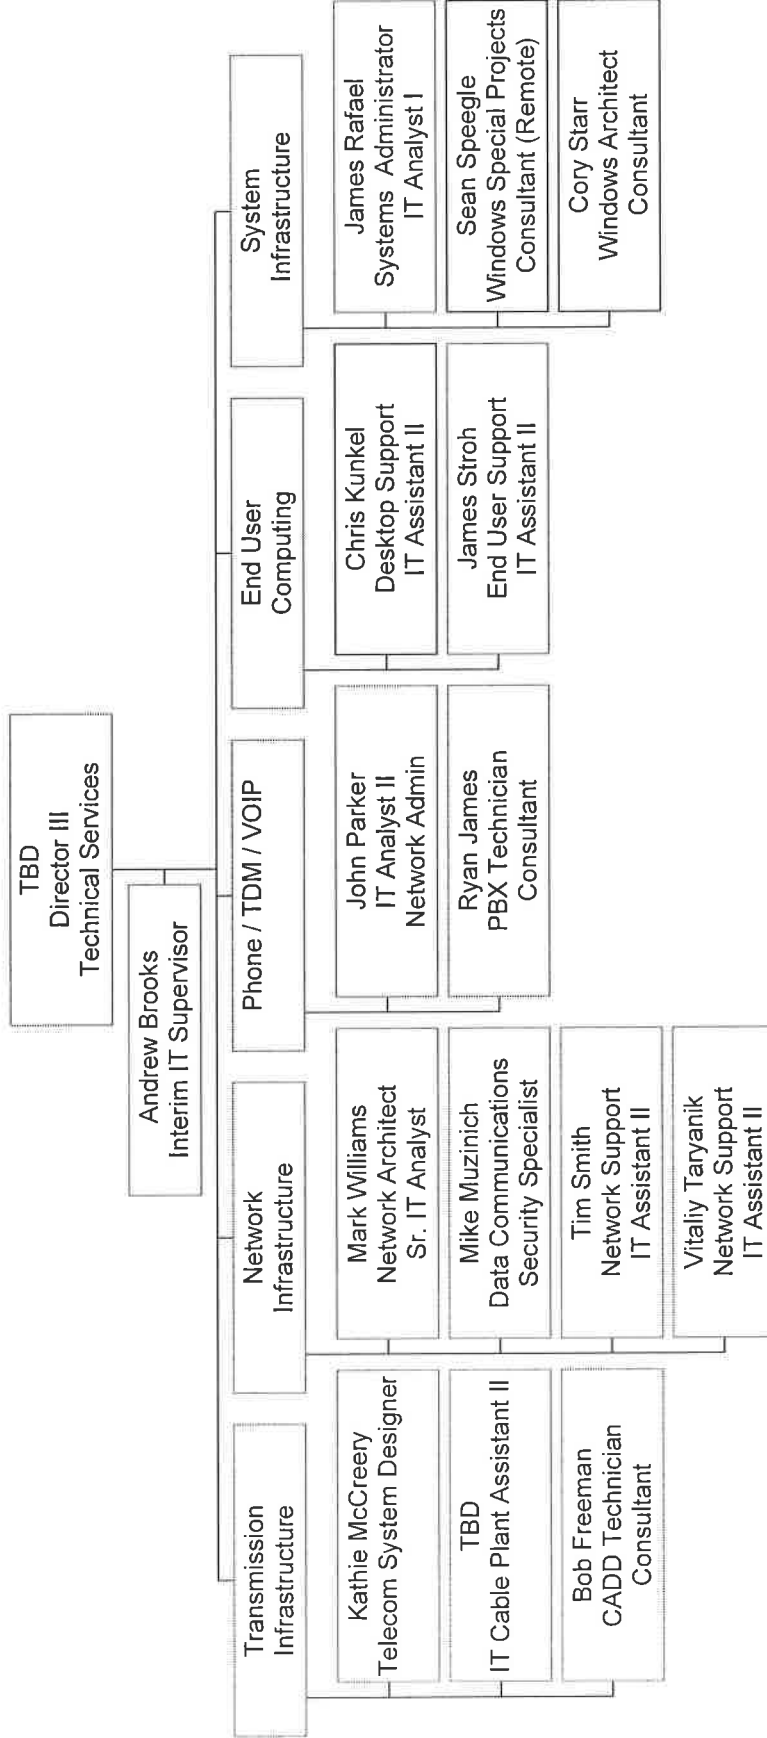 TBD
Director III
Technical Services
Andrew Brooks
Interim IT Supervisor
Transmission
Infrastructure
Kathie McCreery
Telecom System Designer
TBD
IT Cable Plant Assistant II
Bob Freeman
CADD Technician
Consultant
Network
Infrastructure
Mark Williams
Network Architect
Sr. IT Analyst
Mike Muzinich
Data Communications
Security Specialist
Tim Smith
Network Support
IT Assistant II
Vitaliy Taryanik
Network Support
IT Assistant II
Phone / TDM / VOIP
John Parker
IT Analyst II
Network Admin
Ryan James
PBX Technician
Consultant
End User
Computing
Chris Kunkel
Desktop Support
IT Assistant II
James Stroh
End User Support
IT Assistant II
System
Infrastructure
James Rafael
Systems Administrator
IT Analyst I
Sean Speegle
Windows Special Projects
Consultant (Remote)
Cory Starr
Windows Architect
Consultant